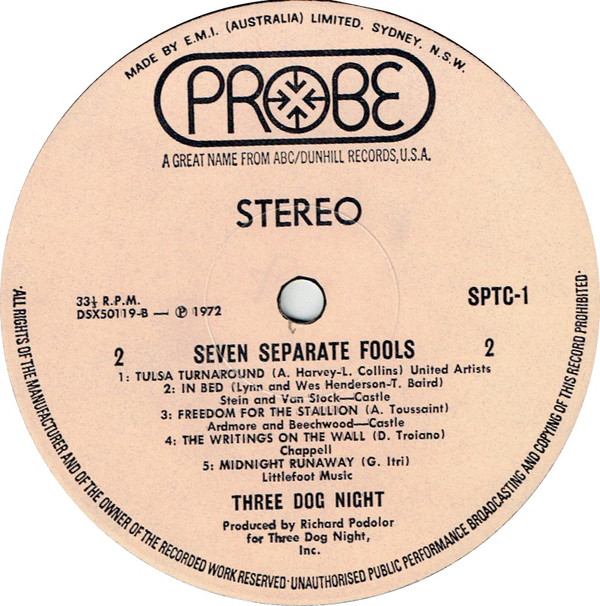 MADE BY E.M.I. (AUSTRALIA) LIMITED, SYDNEY, N.S.W.
PROBE
A GREAT NAME FROM ABC/DUNHILL RECORDS, U.S.A.
STEREO
33⅓ R.P.M.
DSX50119-B — ℗ 1972
SPTC-1
2 SEVEN SEPARATE FOOLS 2
1: TULSA TURNAROUND (A. Harvey-L. Collins) United Artists
2: IN BED (Lynn and Wes Henderson-T. Baird)
Stein and Van Stock—Castle
3: FREEDOM FOR THE STALLION (A. Toussaint)
Ardmore and Beechwood—Castle
4: THE WRITINGS ON THE WALL (D. Troiano)
Chappell
5: MIDNIGHT RUNAWAY (G. Itri)
Littlefoot Music
THREE DOG NIGHT
Produced by Richard Podolor
for Three Dog Night,
Inc.
·ALL RIGHTS OF THE MANUFACTURER AND OF THE OWNER OF THE RECORDED WORK RESERVED·UNAUTHORISED PUBLIC PERFORMANCE BROADCASTING AND COPYING OF THIS RECORD PROHIBITED·